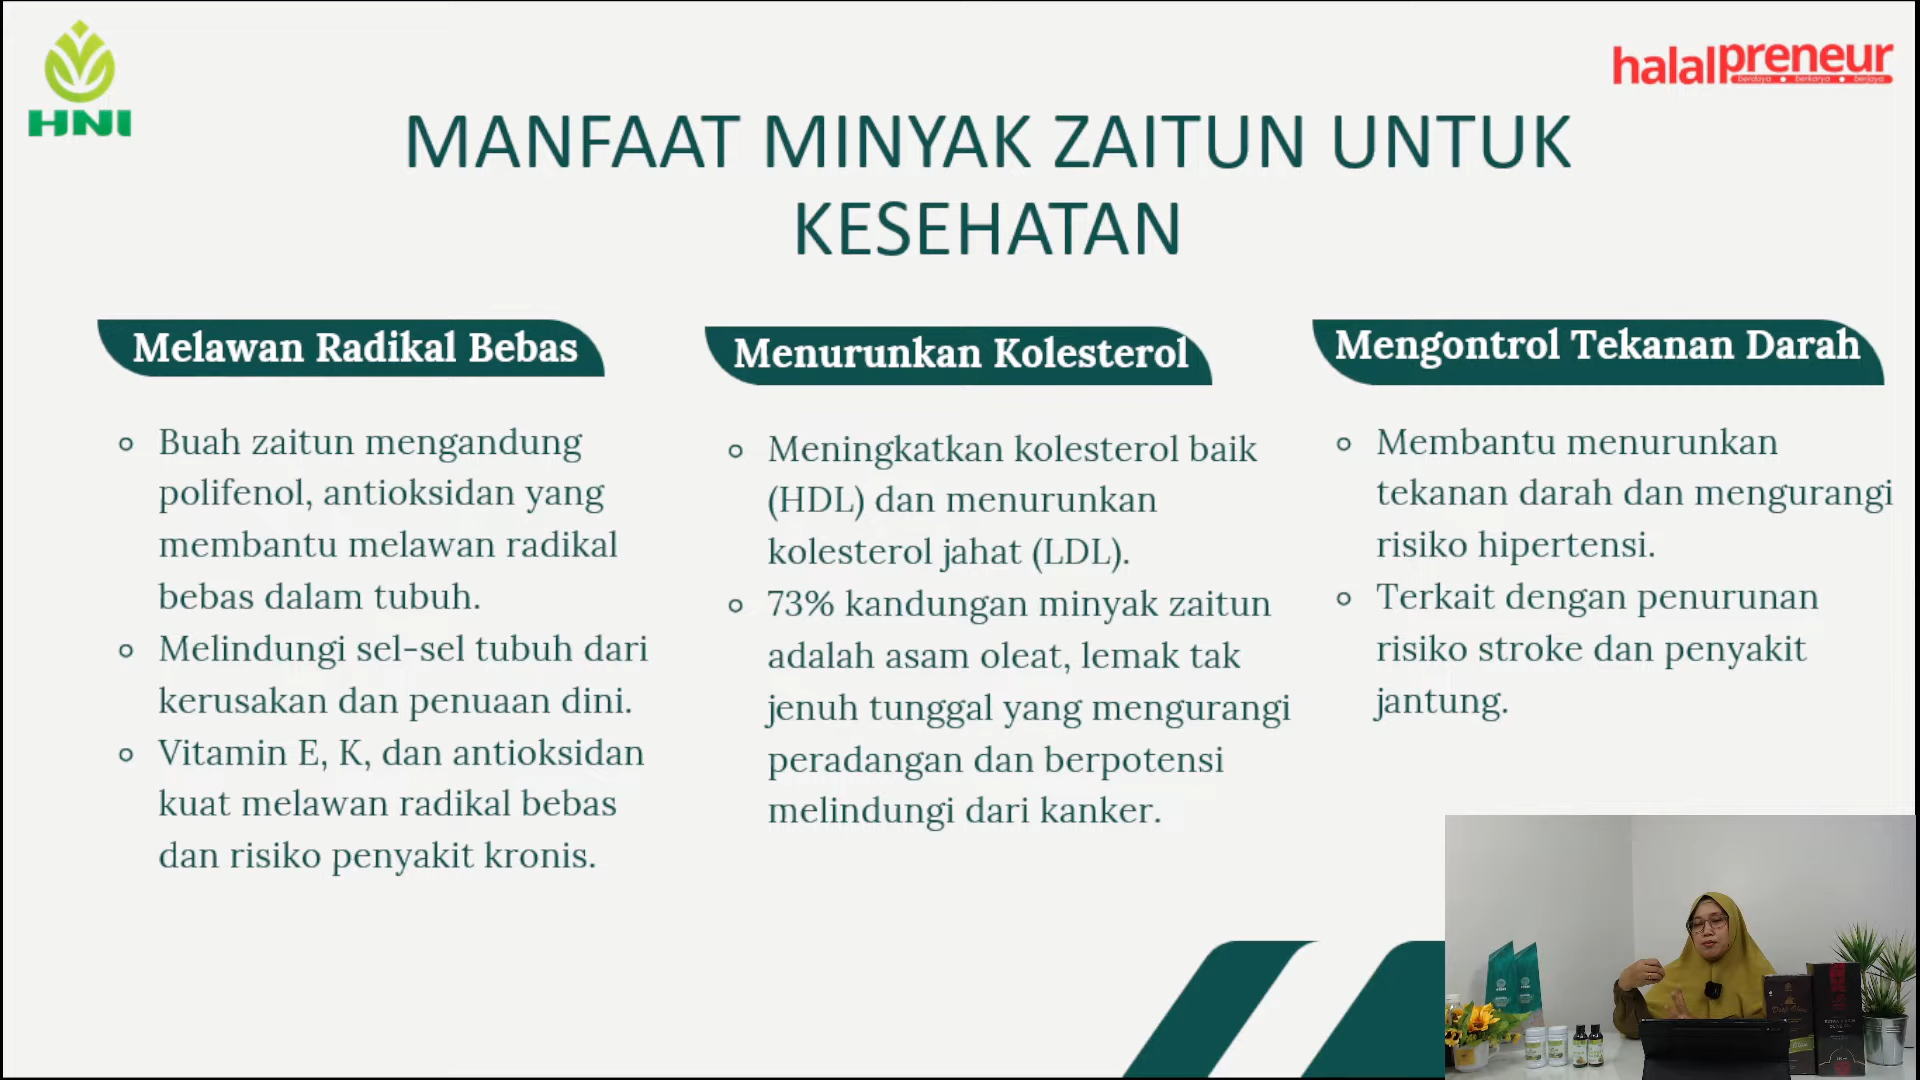 HNI
halalpreneur
berdaya • berkarya • berjaya
MANFAAT MINYAK ZAITUN UNTUK
KESEHATAN
Melawan Radikal Bebas
Buah zaitun mengandung
polifenol, antioksidan yang
membantu melawan radikal
bebas dalam tubuh.
Melindungi sel-sel tubuh dari
kerusakan dan penuaan dini.
Vitamin E, K, dan antioksidan
kuat melawan radikal bebas
dan risiko penyakit kronis.
Menurunkan Kolesterol
Meningkatkan kolesterol baik
(HDL) dan menurunkan
kolesterol jahat (LDL).
73% kandungan minyak zaitun
adalah asam oleat, lemak tak
jenuh tunggal yang mengurangi
peradangan dan berpotensi
melindungi dari kanker.
Mengontrol Tekanan Darah
Membantu menurunkan
tekanan darah dan mengurangi
risiko hipertensi.
Terkait dengan penurunan
risiko stroke dan penyakit
jantung.